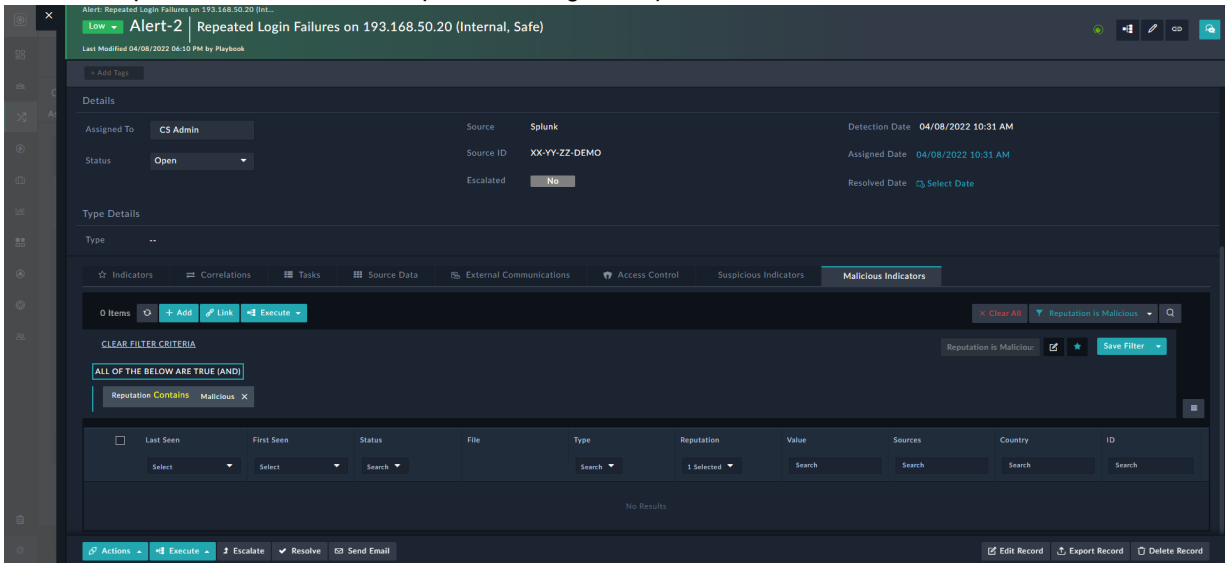 Alert: Repeated Login Failures on 193.168.50.20 (Int...
Low Alert-2 Repeated Login Failures on 193.168.50.20 (Internal, Safe)
Last Modified 04/08/2022 06:10 PM by Playbook
+ Add Tags
Details
Assigned To CS Admin Source Splunk Detection Date 04/08/2022 10:31 AM
Status Open Source ID XX-YY-ZZ-DEMO Assigned Date 04/08/2022 10:31 AM
Escalated No Resolved Date Select Date
Type Details
Type --
Indicators Correlations Tasks Source Data External Communications Access Control Suspicious Indicators Malicious Indicators
0 Items + Add Link Execute × Clear All Reputation is Malicious
CLEAR FILTER CRITERIA Reputation is Maliciou Save Filter
ALL OF THE BELOW ARE TRUE (AND)
Reputation Contains Malicious ×
Last Seen First Seen Status File Type Reputation Value Sources Country ID
Select Select Search Search 1 Selected Search Search Search Search
No Results
Actions Execute Escalate Resolve Send Email Edit Record Export Record Delete Record